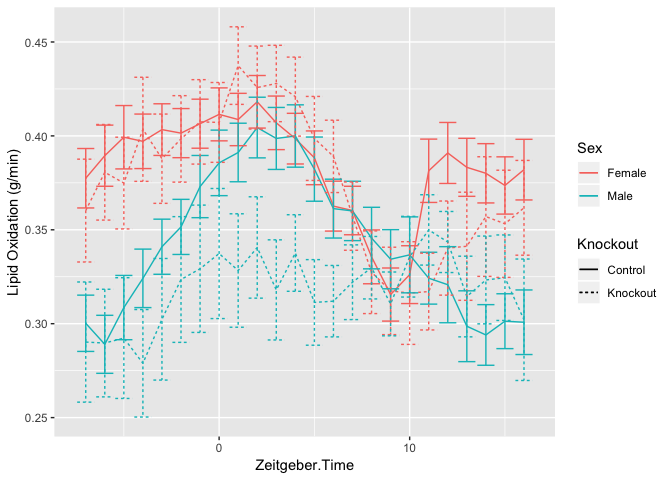 0.45
0.40
0.35
0.30
0.25
Lipid Oxidation (g/min)
0
10
Zeitgeber.Time
Sex
Female
Male
Knockout
Control
Knockout